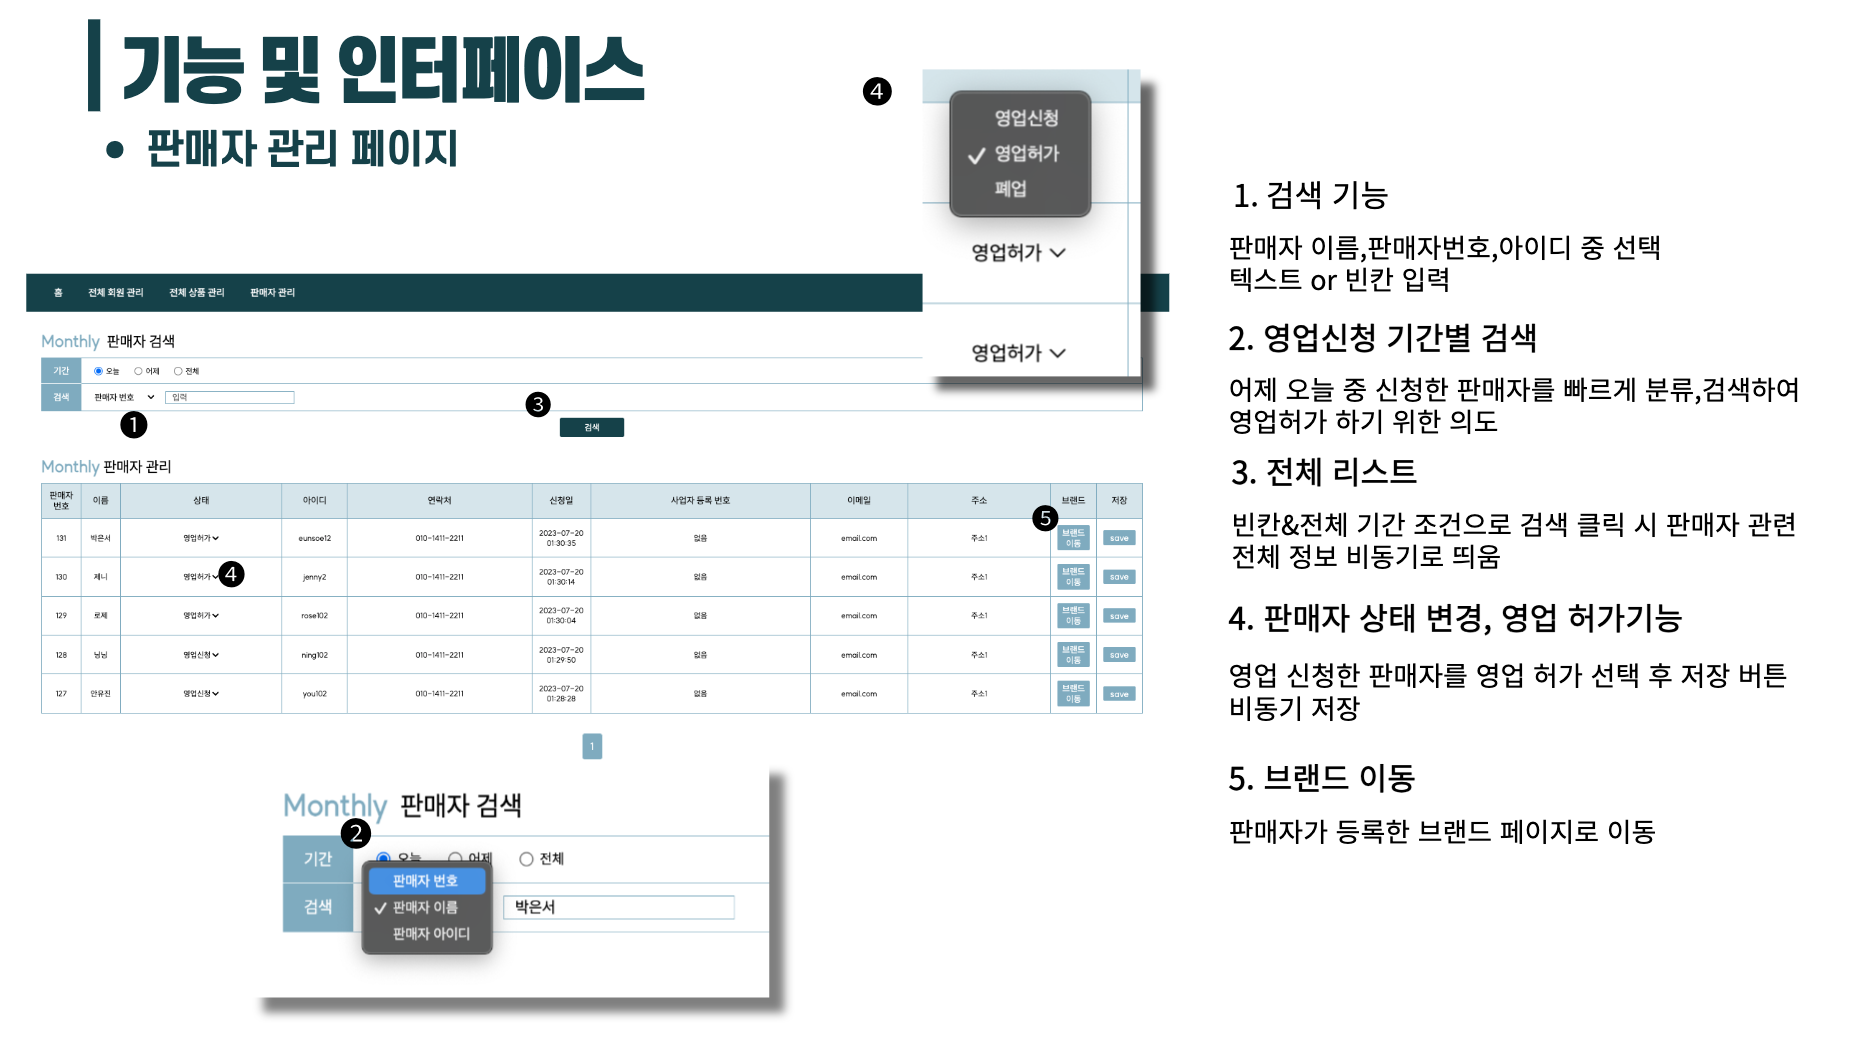 기능 및 인터페이스
• 판매자 관리 페이지
4
영업신청
✓ 영업허가
폐업
영업허가
영업허가
홈 전체 회원 관리 전체 상품 관리 판매자 관리
Monthly 판매자 검색
기간 오늘 어제 전체
검색 판매자 번호 입력
1
3
검색
Monthly 판매자 관리
판매자 번호 이름 상태 아이디 연락처 신청일 사업자 등록 번호 이메일 주소 브랜드 저장
5
131 박은서 영업허가 eunsoe12 010-1411-2211 2023-07-20 01:30:35 없음 email.com 주소1 브랜드 이동 save
130 제니 영업허가 4 jenny2 010-1411-2211 2023-07-20 01:30:14 없음 email.com 주소1 브랜드 이동 save
129 로제 영업허가 rose102 010-1411-2211 2023-07-20 01:30:04 없음 email.com 주소1 브랜드 이동 save
128 닝닝 영업신청 ning102 010-1411-2211 2023-07-20 01:29:50 없음 email.com 주소1 브랜드 이동 save
127 안유진 영업신청 you102 010-1411-2211 2023-07-20 01:28:28 없음 email.com 주소1 브랜드 이동 save
1
Monthly 판매자 검색
2
기간 오늘 어제 전체
판매자 번호
검색 ✓ 판매자 이름 박은서
판매자 아이디
1. 검색 기능
판매자 이름,판매자번호,아이디 중 선택
텍스트 or 빈칸 입력
2. 영업신청 기간별 검색
어제 오늘 중 신청한 판매자를 빠르게 분류,검색하여
영업허가 하기 위한 의도
3. 전체 리스트
빈칸&전체 기간 조건으로 검색 클릭 시 판매자 관련
전체 정보 비동기로 띄움
4. 판매자 상태 변경, 영업 허가기능
영업 신청한 판매자를 영업 허가 선택 후 저장 버튼
비동기 저장
5. 브랜드 이동
판매자가 등록한 브랜드 페이지로 이동